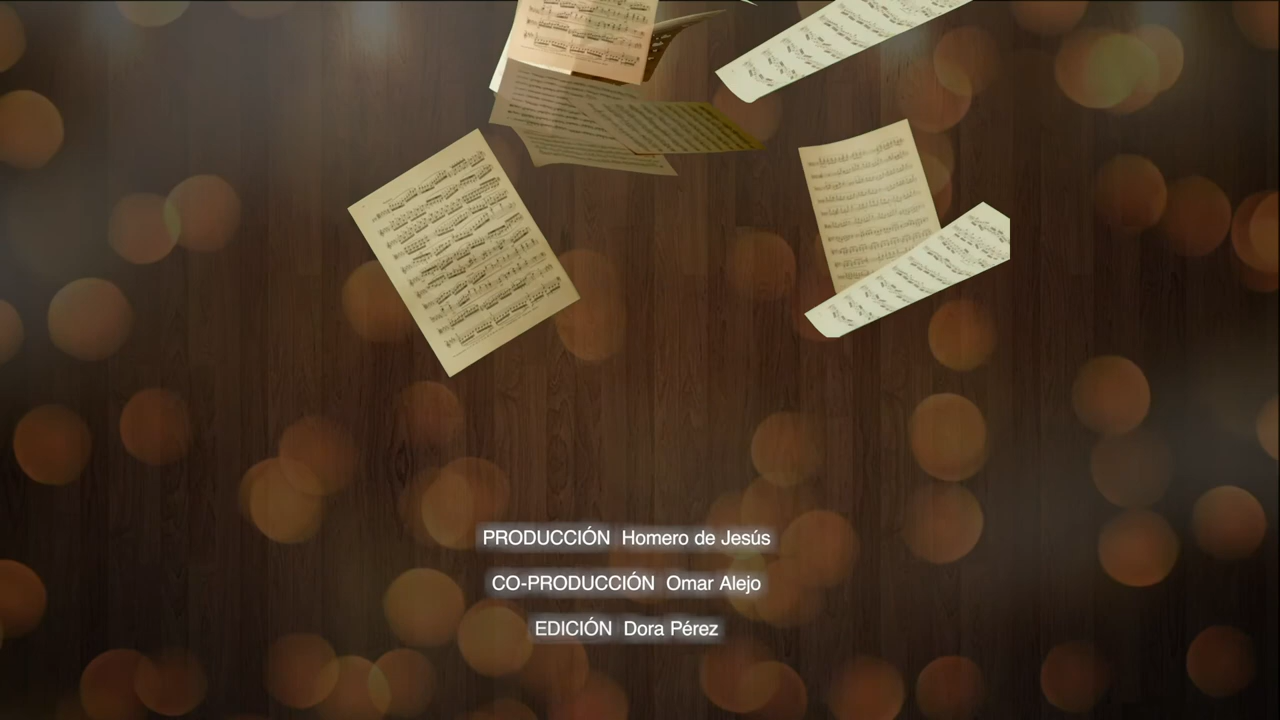 PRODUCCIÓN Homero de Jesús
CO-PRODUCCIÓN Omar Alejo
EDICIÓN Dora Pérez